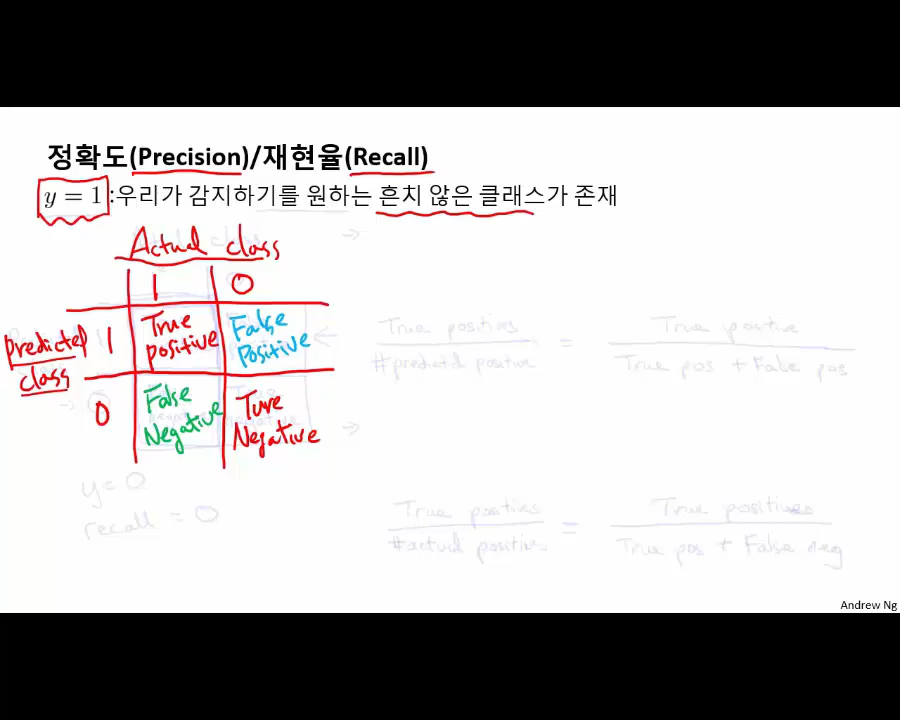 정확도(Precision)/재현율(Recall)
y = 1 :우리가 감지하기를 원하는 흔치 않은 클래스가 존재
Actual class
1 0
Predicted class 1 True positive False Positive
0 False Negative Ture Negative
True positives / #predictd positive = True positive / True pos + False pos
y = 0
recall = 0
True positives / #actual positives = True positives / True pos + False neg
Andrew Ng